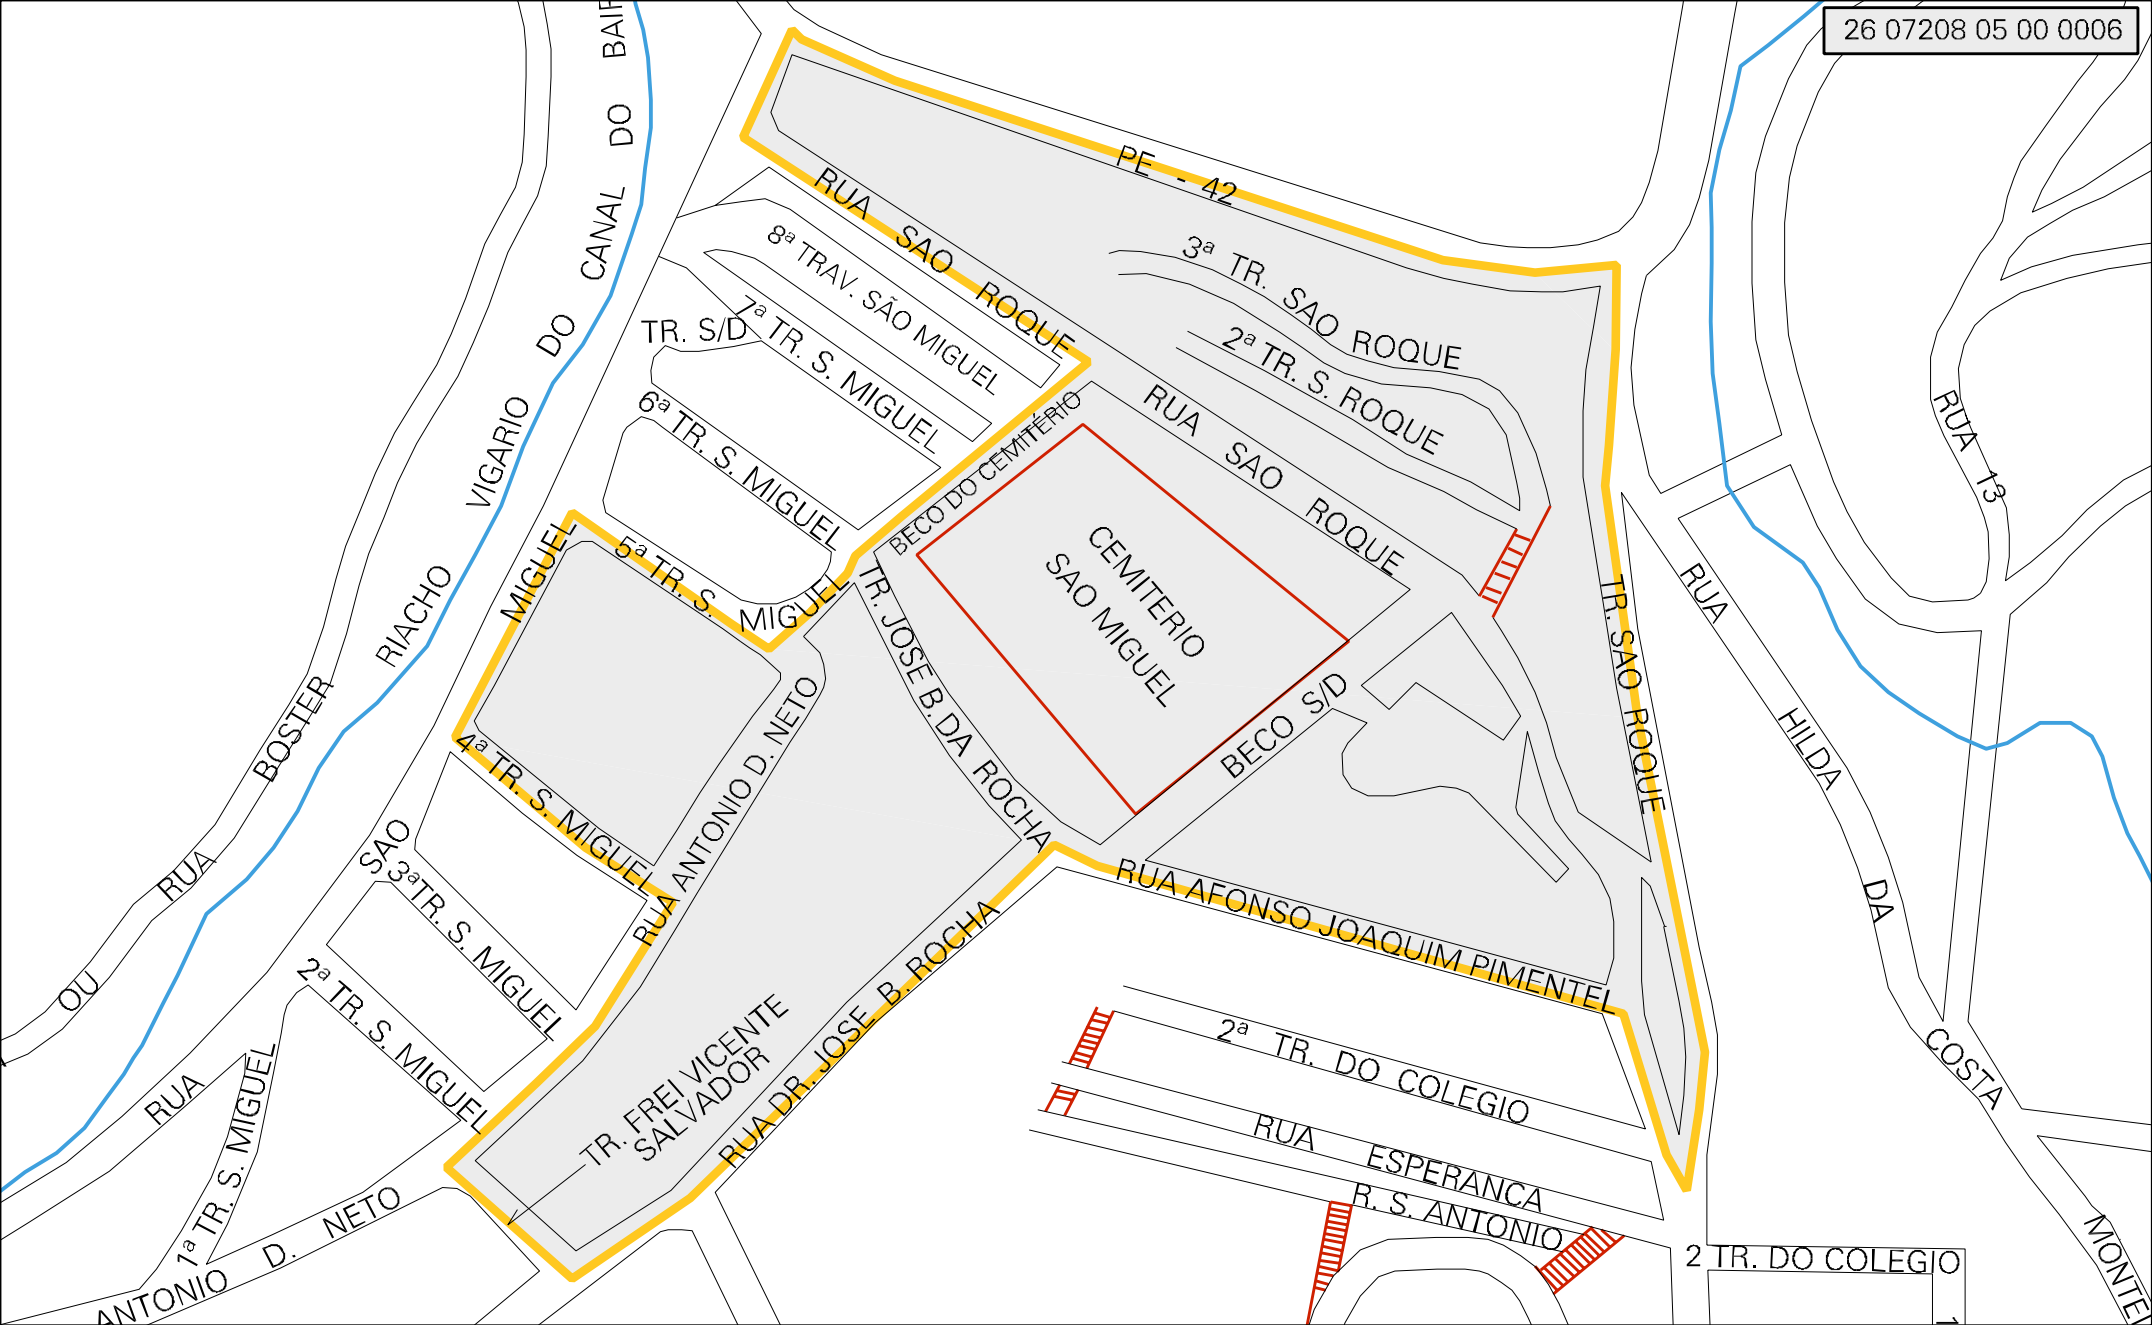 26 07208 05 00 0006
PE - 42
RUA SAO ROQUE
8ª TRAV. SÃO MIGUEL
7ª TR. S. MIGUEL
TR. S/D
6ª TR. S. MIGUEL
5ª TR. S. MIGUEL
BECO DO CEMITÉRIO
3ª TR. SAO ROQUE
2ª TR. S. ROQUE
RUA SAO ROQUE
CEMITERIO
SAO MIGUEL
BECO S/D
TR. SAO ROQUE
TR. JOSE B. DA ROCHA
RIACHO VIGARIO DO CANAL DO
OU RUA BOSTER
RUA SAO MIGUEL
4ª TR. S. MIGUEL
3ª TR. S. MIGUEL
2ª TR. S. MIGUEL
1ª TR. S. MIGUEL
RUA ANTONIO D. NETO
ANTONIO D. NETO
TR. FREI VICENTE
SALVADOR
RUA DR. JOSE B. ROCHA
RUA AFONSO JOAQUIM PIMENTEL
2ª TR. DO COLEGIO
RUA ESPERANCA
R. S. ANTONIO
2 TR. DO COLEGIO
RUA HILDA DA COSTA
RUA 13